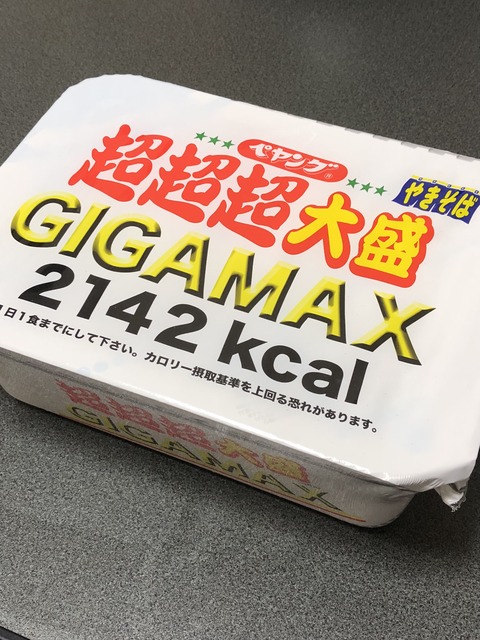 ★★★ペヤング®★★★
やきそば
超超超大盛
GIGAMAX
2142kcal
1日1食までにして下さい。カロリー摂取基準を上回る恐れがあります。
超超超大盛
GIGAMAX